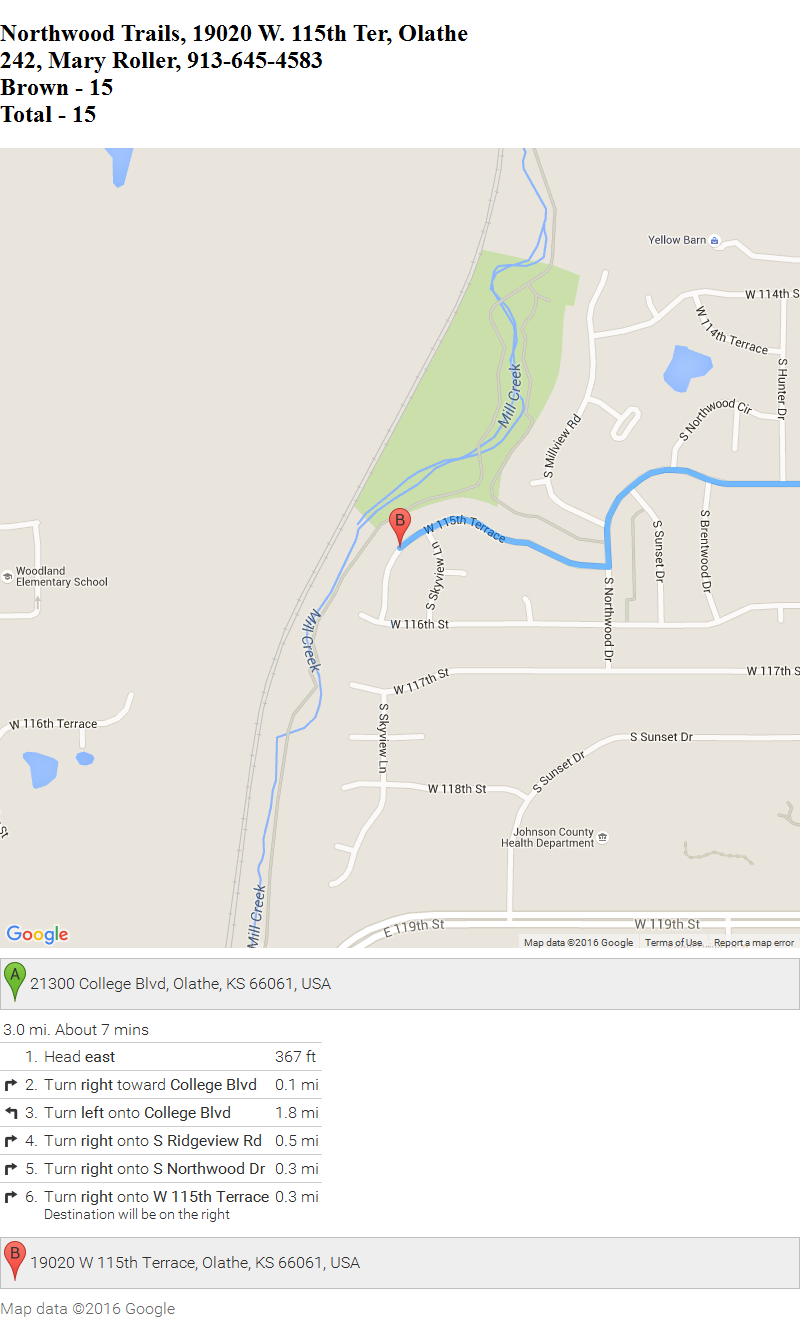 Northwood Trails, 19020 W. 115th Ter, Olathe
242, Mary Roller, 913-645-4583
Brown - 15
Total - 15
Yellow Barn
W 114th S
W 114th Terrace
S Hunter Dr
Mill Creek
S Northwood Cir
S Millview Rd
B
W 115th Terrace
S Skyview Ln
S Sunset Dr
S Brentwood Dr
Woodland
Elementary School
S Northwood Dr
W 116th St
Mill Creek
W 117th St
W 117th S
S Skyview Ln
W 116th Terrace
S Sunset Dr
S Sunset Dr
W 118th St
St
Johnson County
Health Department
Mill Creek
E 119th St
W 119th St
Google
Map data ©2016 Google Terms of Use Report a map error
A 21300 College Blvd, Olathe, KS 66061, USA
3.0 mi. About 7 mins
1. Head east 367 ft
2. Turn right toward College Blvd 0.1 mi
3. Turn left onto College Blvd 1.8 mi
4. Turn right onto S Ridgeview Rd 0.5 mi
5. Turn right onto S Northwood Dr 0.3 mi
6. Turn right onto W 115th Terrace 0.3 mi
Destination will be on the right
B 19020 W 115th Terrace, Olathe, KS 66061, USA
Map data ©2016 Google